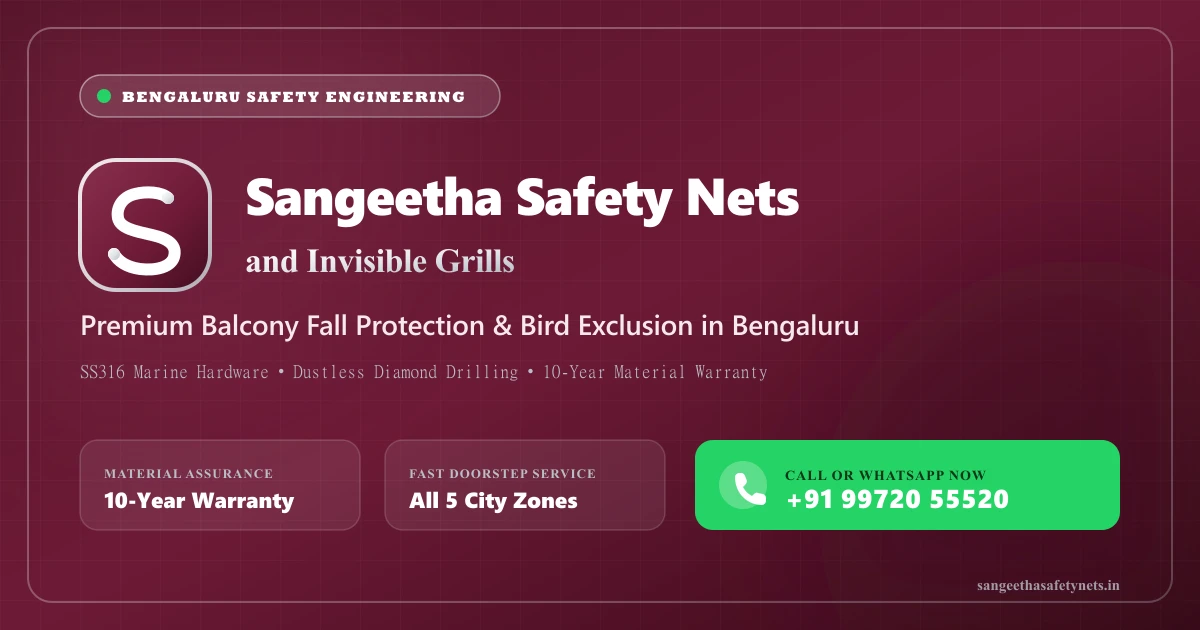 BENGALURU SAFETY ENGINEERING
S
Sangeetha Safety Nets
and Invisible Grills
Premium Balcony Fall Protection & Bird Exclusion in Bengaluru
SS316 Marine Hardware • Dustless Diamond Drilling • 10-Year Material Warranty
MATERIAL ASSURANCE
10-Year Warranty
FAST DOORSTEP SERVICE
All 5 City Zones
CALL OR WHATSAPP NOW
+91 99720 55520
sangeethasafetynets.in